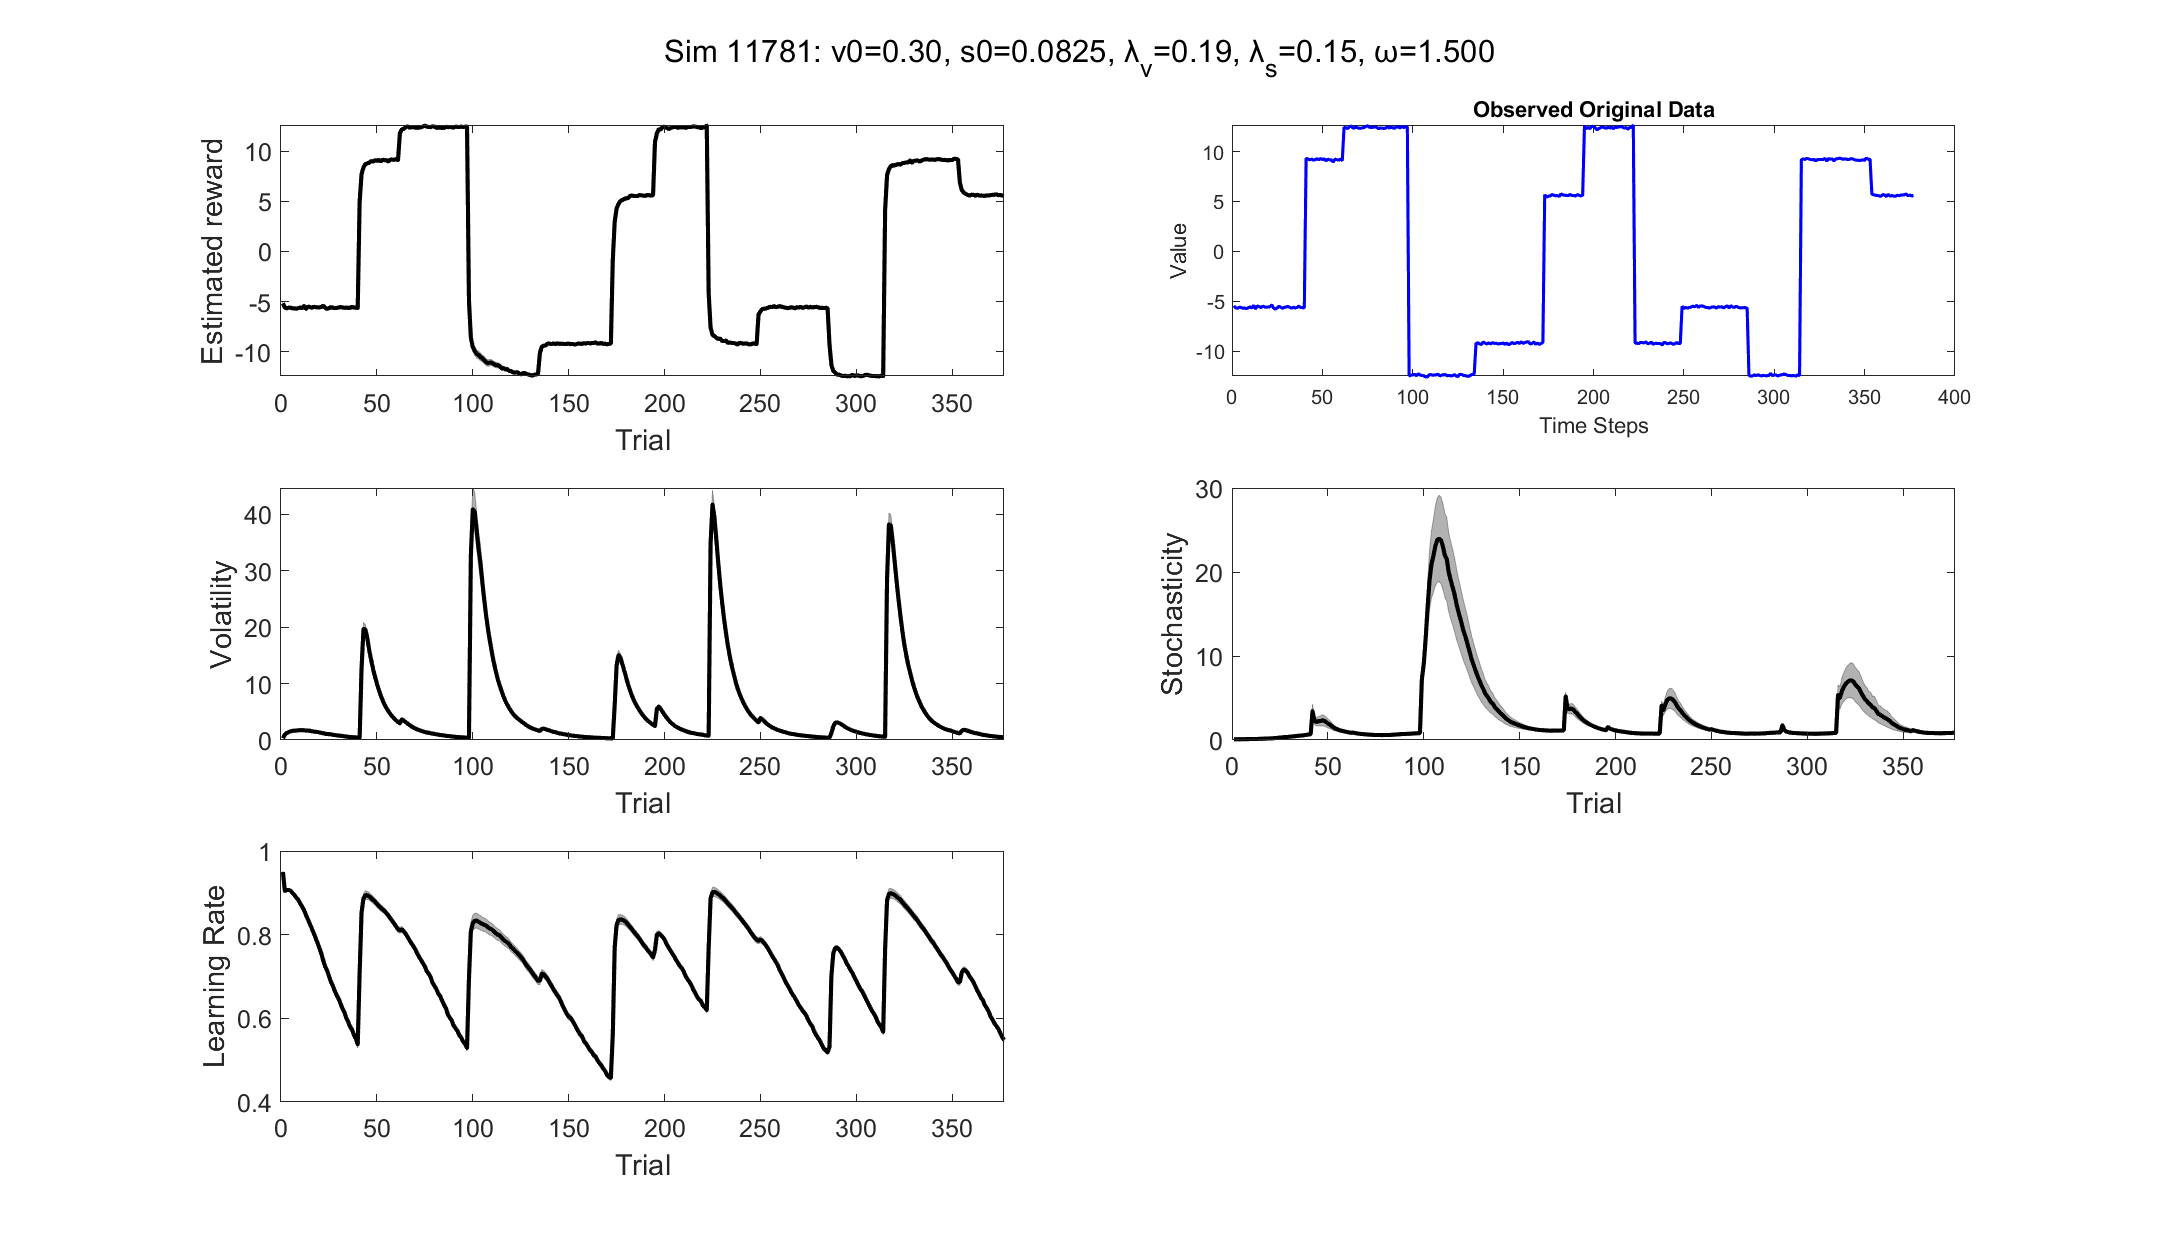 Sim 11781: v0=0.30, s0=0.0825, λv=0.19, λs=0.15, ω=1.500
Estimated reward
10
5
0
-5
-10
0 50 100 150 200 250 300 350
Trial
Observed Original Data
Value
10
5
0
-5
-10
0 50 100 150 200 250 300 350 400
Time Steps
Volatility
40
30
20
10
0
0 50 100 150 200 250 300 350
Trial
Stochasticity
30
20
10
0
0 50 100 150 200 250 300 350
Trial
Learning Rate
1
0.8
0.6
0.4
0 50 100 150 200 250 300 350
Trial